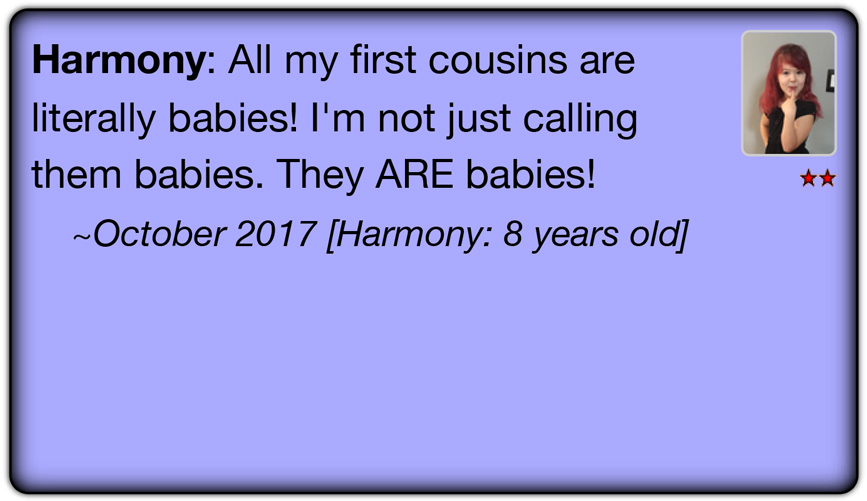 Harmony: All my first cousins are
literally babies! I'm not just calling
them babies. They ARE babies!
~October 2017 [Harmony: 8 years old]